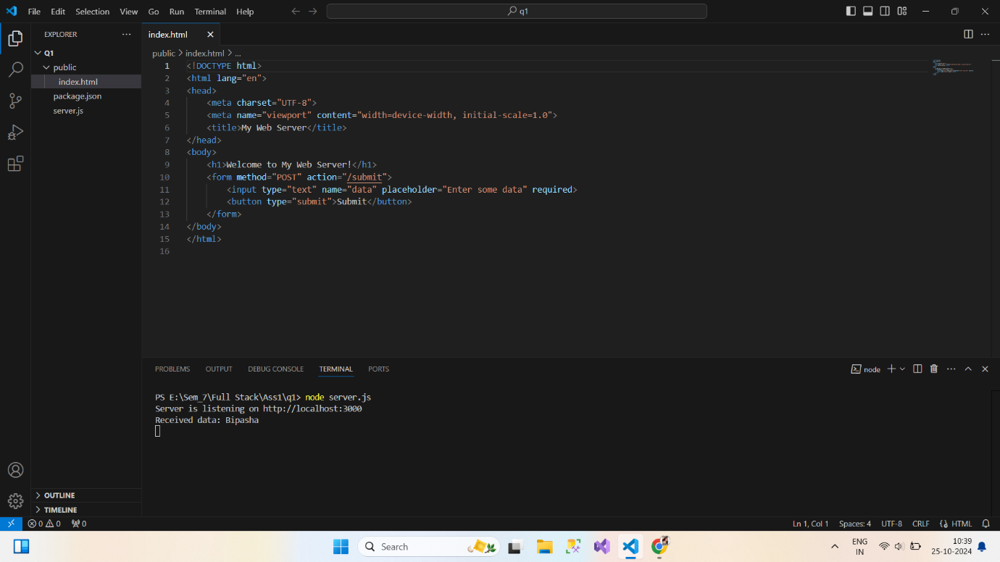 File Edit Selection View Go Run Terminal Help
q1
EXPLORER
Q1
public
index.html
package.json
server.js
OUTLINE
TIMELINE
index.html
public > index.html > ...
1 <!DOCTYPE html>
2 <html lang="en">
3 <head>
4 <meta charset="UTF-8">
5 <meta name="viewport" content="width=device-width, initial-scale=1.0">
6 <title>My Web Server</title>
7 </head>
8 <body>
9 <h1>Welcome to My Web Server!</h1>
10 <form method="POST" action="/submit">
11 <input type="text" name="data" placeholder="Enter some data" required>
12 <button type="submit">Submit</button>
13 </form>
14 </body>
15 </html>
16
PROBLEMS OUTPUT DEBUG CONSOLE TERMINAL PORTS
node
PS E:\Sem_7\Full Stack\Ass1\q1> node server.js
Server is listening on http://localhost:3000
Received data: Bipasha
0 0 0
Ln 1, Col 1 Spaces: 4 UTF-8 CRLF HTML
Search
ENG
IN
10:39
25-10-2024